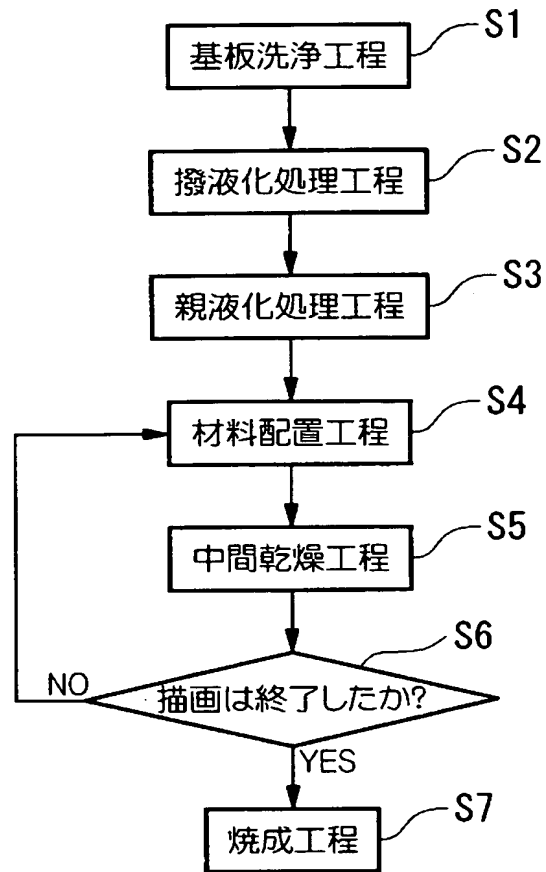 S1
基板洗浄工程
S2
撥液化処理工程
S3
親液化処理工程
S4
材料配置工程
S5
中間乾燥工程
S6
描画は終了したか?
NO
YES
S7
焼成工程